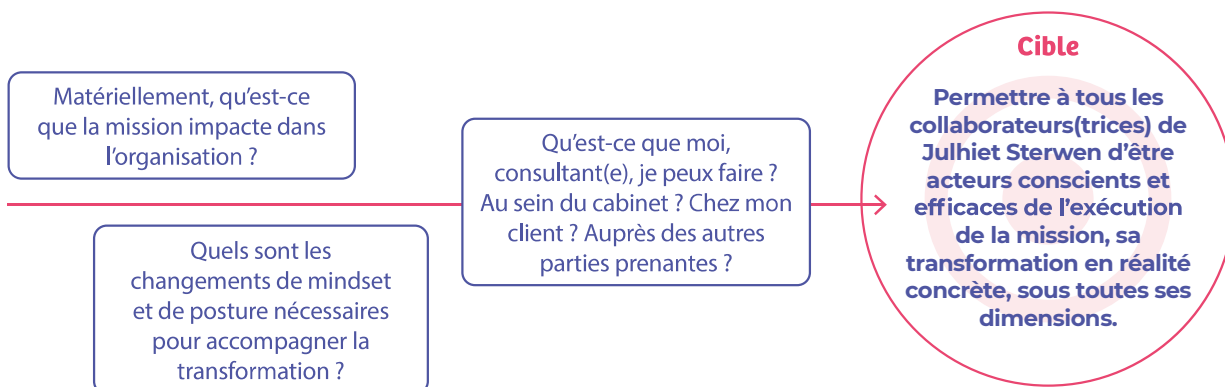 Matériellement, qu'est-ce
que la mission impacte dans
l'organisation ?
Quels sont les
changements de mindset
et de posture nécessaires
pour accompagner la
transformation ?
Qu'est-ce que moi,
consultant(e), je peux faire ?
Au sein du cabinet ? Chez mon
client ? Auprès des autres
parties prenantes ?
Cible
Permettre à tous les
collaborateurs(trices) de
Julhiet Sterwen d'être
acteurs conscients et
efficaces de l'exécution
de la mission, sa
transformation en réalité
concrète, sous toutes ses
dimensions.